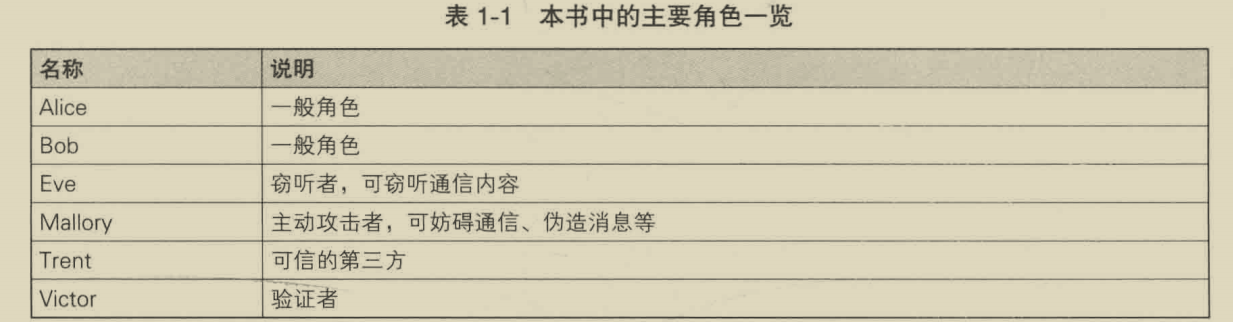 表 1-1 本书中的主要角色一览
名称 说明
Alice 一般角色
Bob 一般角色
Eve 窃听者，可窃听通信内容
Mallory 主动攻击者，可妨碍通信、伪造消息等
Trent 可信的第三方
Victor 验证者